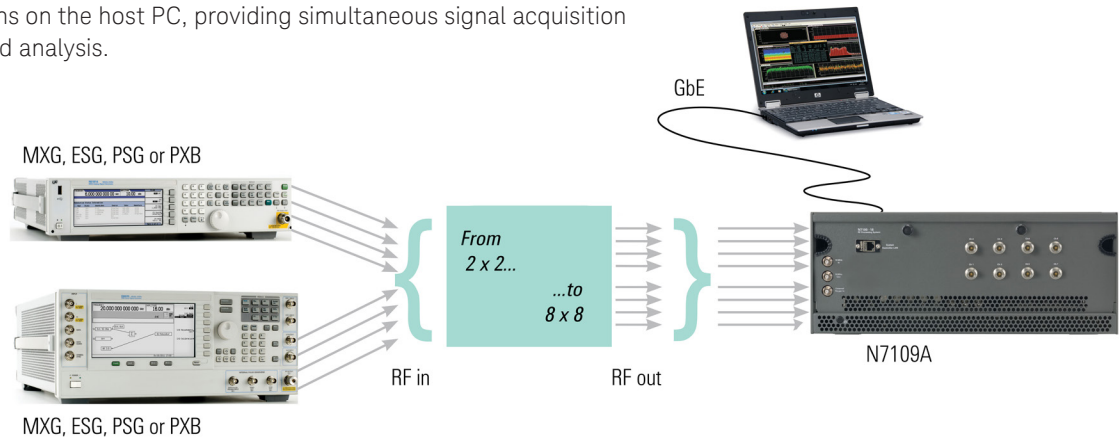 ns on the host PC, providing simultaneous signal acquisition
d analysis.
GbE
MXG, ESG, PSG or PXB
From
2 x 2...
...to
8 x 8
N7109A
RF in
RF out
MXG, ESG, PSG or PXB